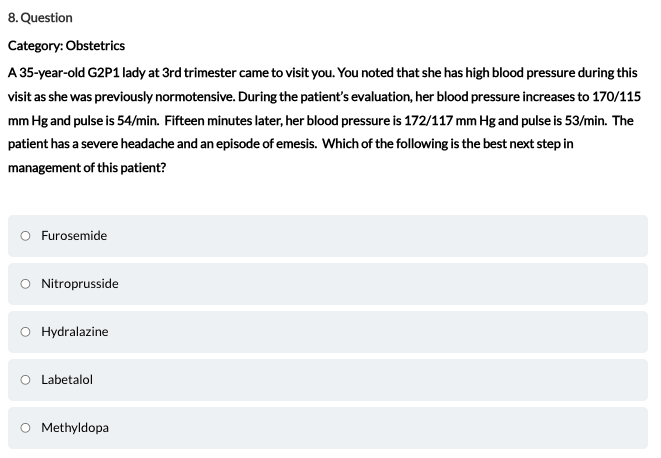 8. Question
Category: Obstetrics
A 35-year-old G2P1 lady at 3rd trimester came to visit you. You noted that she has high blood pressure during this
visit as she was previously normotensive. During the patient's evaluation, her blood pressure increases to 170/115
mm Hg and pulse is 54/min. Fifteen minutes later, her blood pressure is 172/117 mm Hg and pulse is 53/min. The
patient has a severe headache and an episode of emesis. Which of the following is the best next step in
management of this patient?
Furosemide
Nitroprusside
Hydralazine
Labetalol
Methyldopa